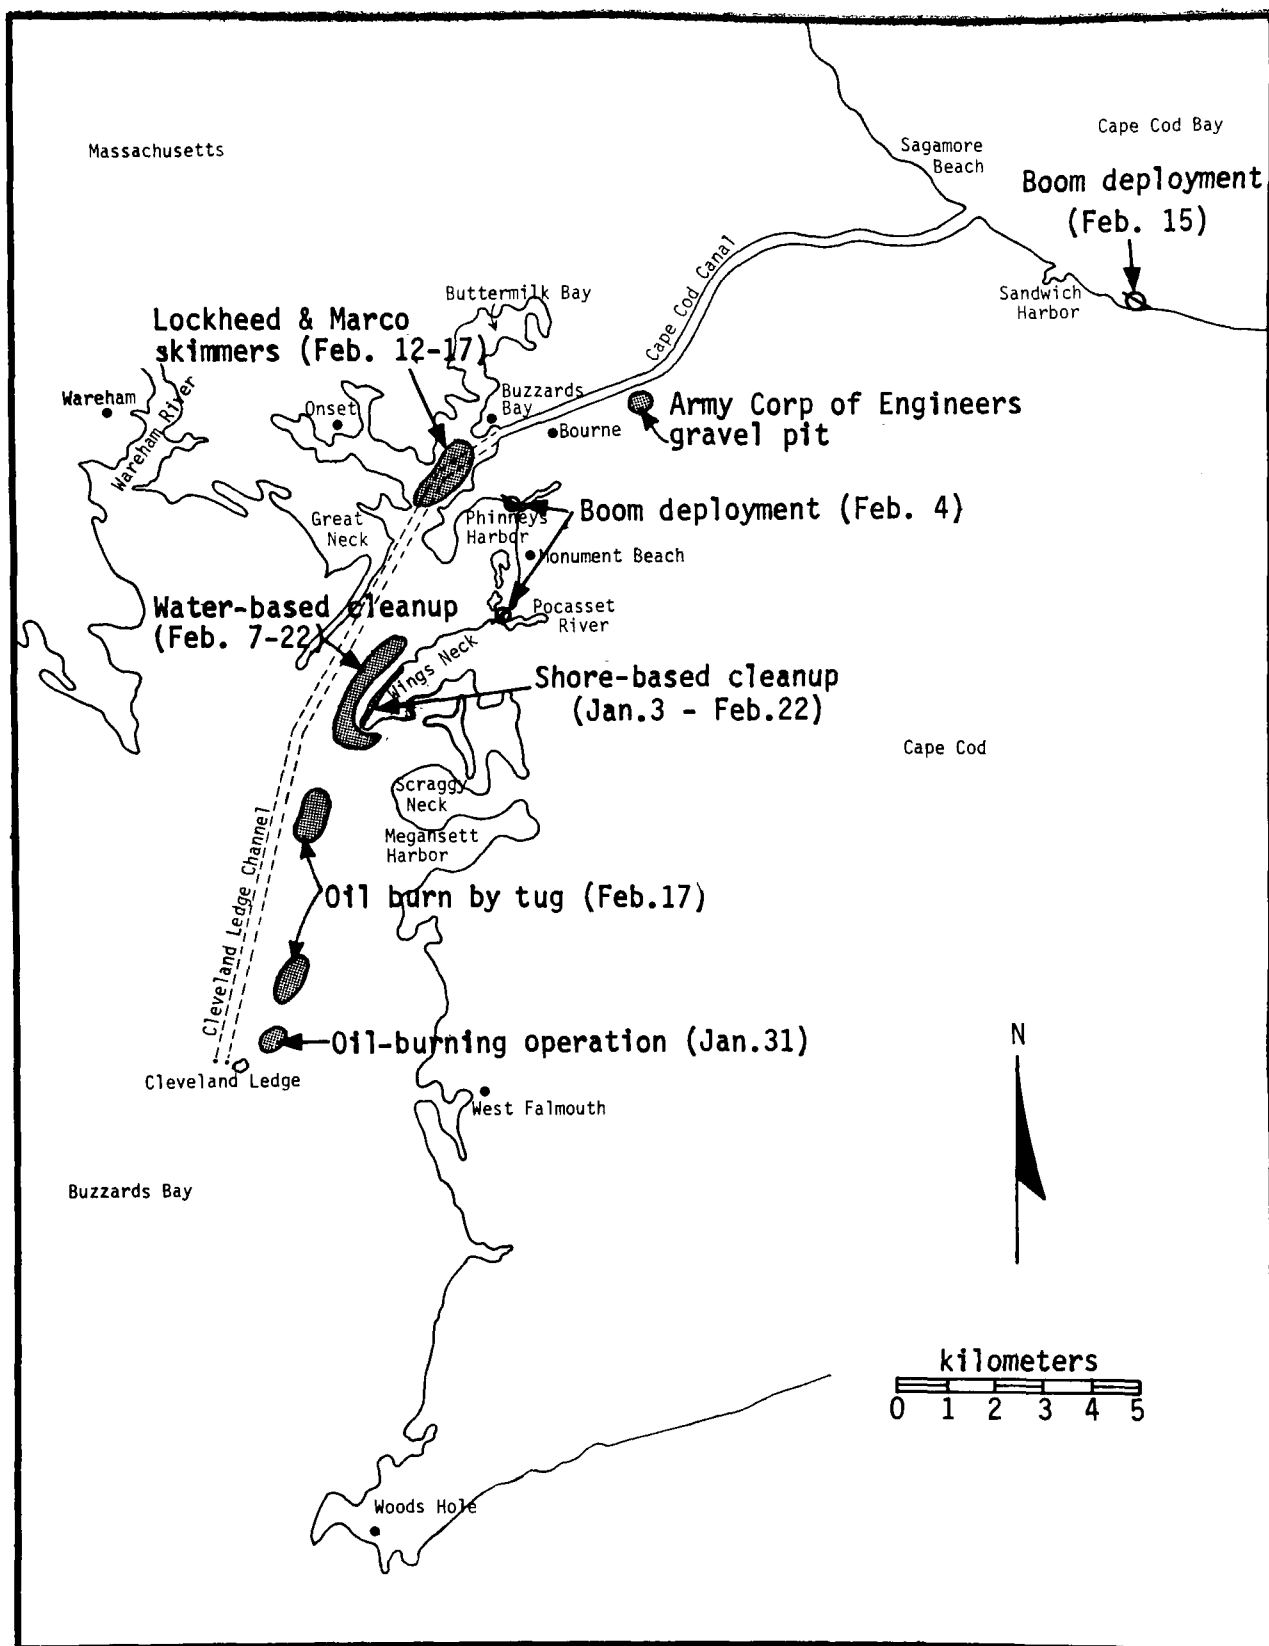 Massachusetts
Cape Cod Bay
Sagamore
Beach
Boom deployment
(Feb. 15)
Cape Cod Canal
Sandwich
Harbor
Buttermilk Bay
Lockheed & Marco
skimmers (Feb. 12-17)
Wareham
Wareham River
Onset
Buzzards
Bay
Bourne
Army Corp of Engineers
gravel pit
Great
Neck
Phinneys
Harbor
Boom deployment (Feb. 4)
Monument Beach
Water-based cleanup
(Feb. 7-22)
Pocasset
River
Wings Neck
Shore-based cleanup
(Jan.3 - Feb.22)
Cape Cod
Scraggy
Neck
Megansett
Harbor
Cleveland Ledge Channel
Oil burn by tug (Feb.17)
Oil-burning operation (Jan.31)
Cleveland Ledge
West Falmouth
N
Buzzards Bay
kilometers
0 1 2 3 4 5
Woods Hole